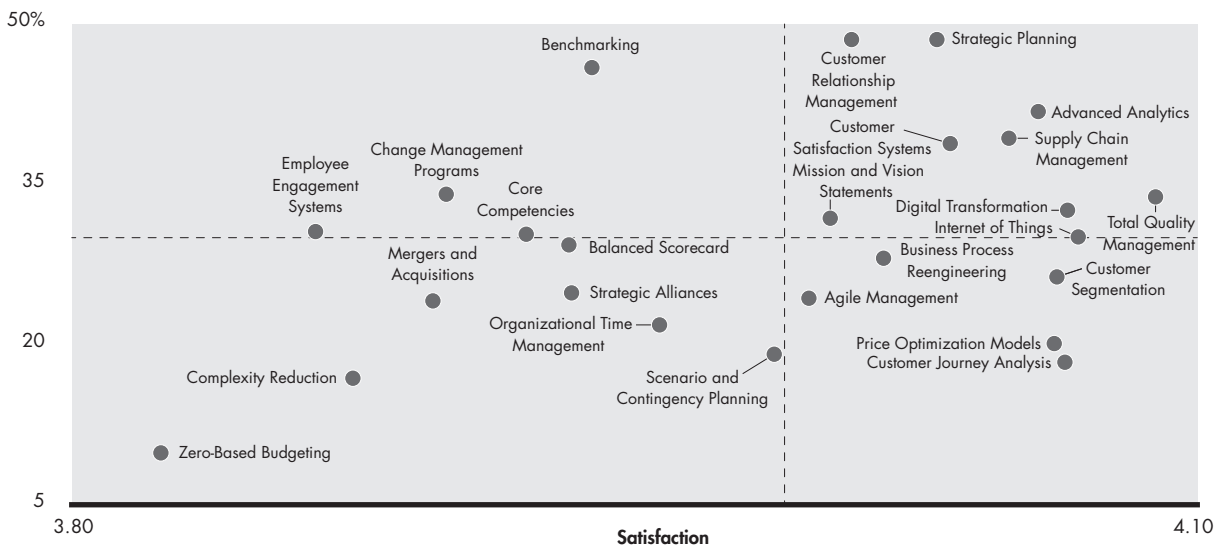 50%
Benchmarking
Strategic Planning
Customer
Relationship
Management
Advanced Analytics
Customer
Satisfaction Systems
Supply Chain
Management
Change Management
Programs
Employee
Engagement
Systems
35
Core
Competencies
Mission and Vision
Statements
Digital Transformation
Internet of Things
Total Quality
Management
Mergers and
Acquisitions
Balanced Scorecard
Business Process
Reengineering
Customer
Segmentation
Strategic Alliances
Agile Management
Organizational Time
Management
20
Price Optimization Models
Customer Journey Analysis
Complexity Reduction
Scenario and
Contingency Planning
Zero-Based Budgeting
5
3.80
Satisfaction
4.10